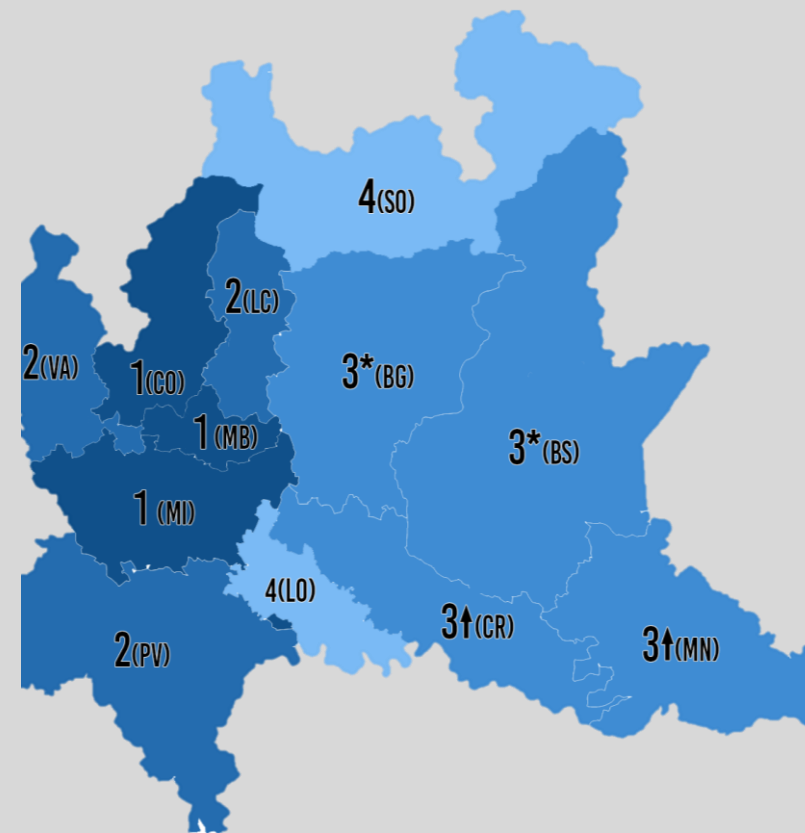 4(SO)
2(LC)
2(VA)
1(CO)
3*(BG)
1(MB)
3*(BS)
1(MI)
4(LO)
3⬆(CR)
3⬆(MN)
2(PV)